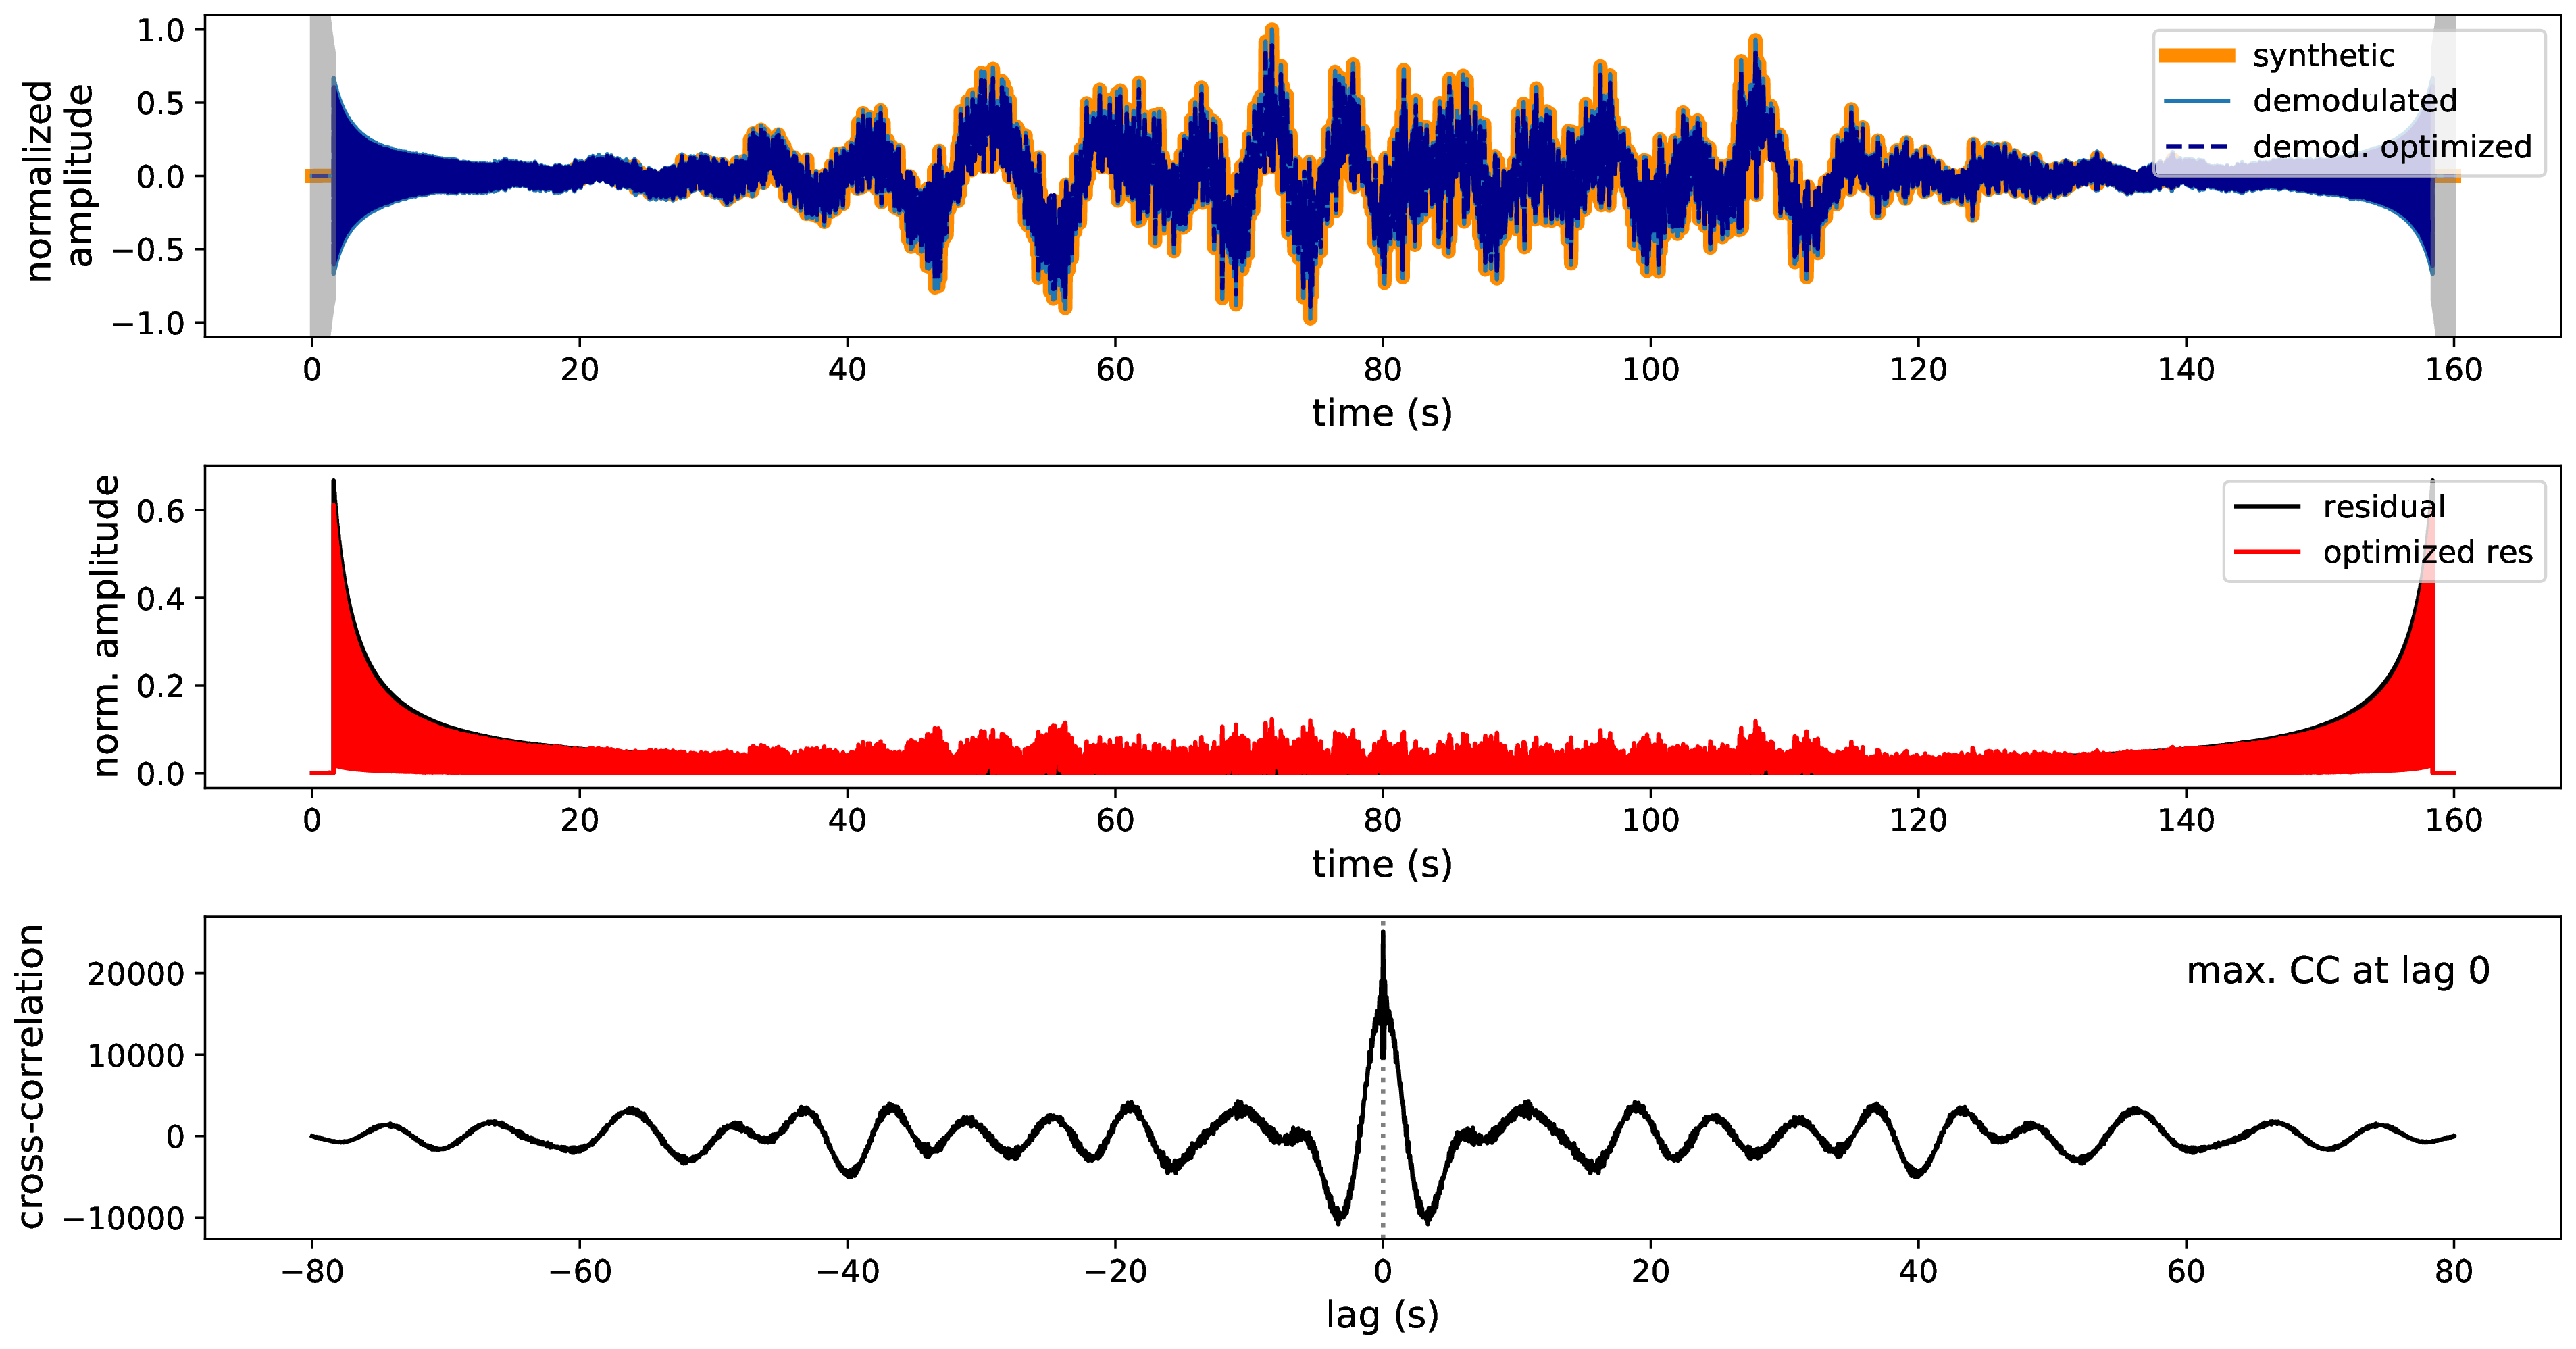 normalized
amplitude
1.0
0.5
0.0
−0.5
−1.0
synthetic
demodulated
demod. optimized
0 20 40 60 80 100 120 140 160
time (s)
norm. amplitude
0.6
0.4
0.2
0.0
residual
optimized res
0 20 40 60 80 100 120 140 160
time (s)
cross-correlation
20000
10000
0
−10000
max. CC at lag 0
−80 −60 −40 −20 0 20 40 60 80
lag (s)